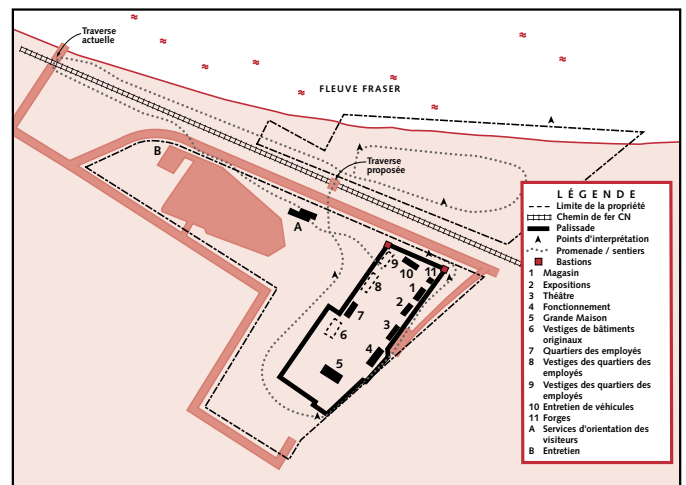 Traverse
actuelle
FLEUVE FRASER
B
Traverse
proposée
A
9
10
11
8
1
7
2
6
3
4
5
LÉGENDE
Limite de la propriété
Chemin de fer CN
Palissade
Points d'interprétation
Promenade / sentiers
Bastions
1 Magasin
2 Expositions
3 Théâtre
4 Fonctionnement
5 Grande Maison
6 Vestiges de bâtiments
originaux
7 Quartiers des employés
8 Vestiges des quartiers des
employés
9 Vestiges des quartiers des
employés
10 Entretien de véhicules
11 Forges
A Services d'orientation des
visiteurs
B Entretien